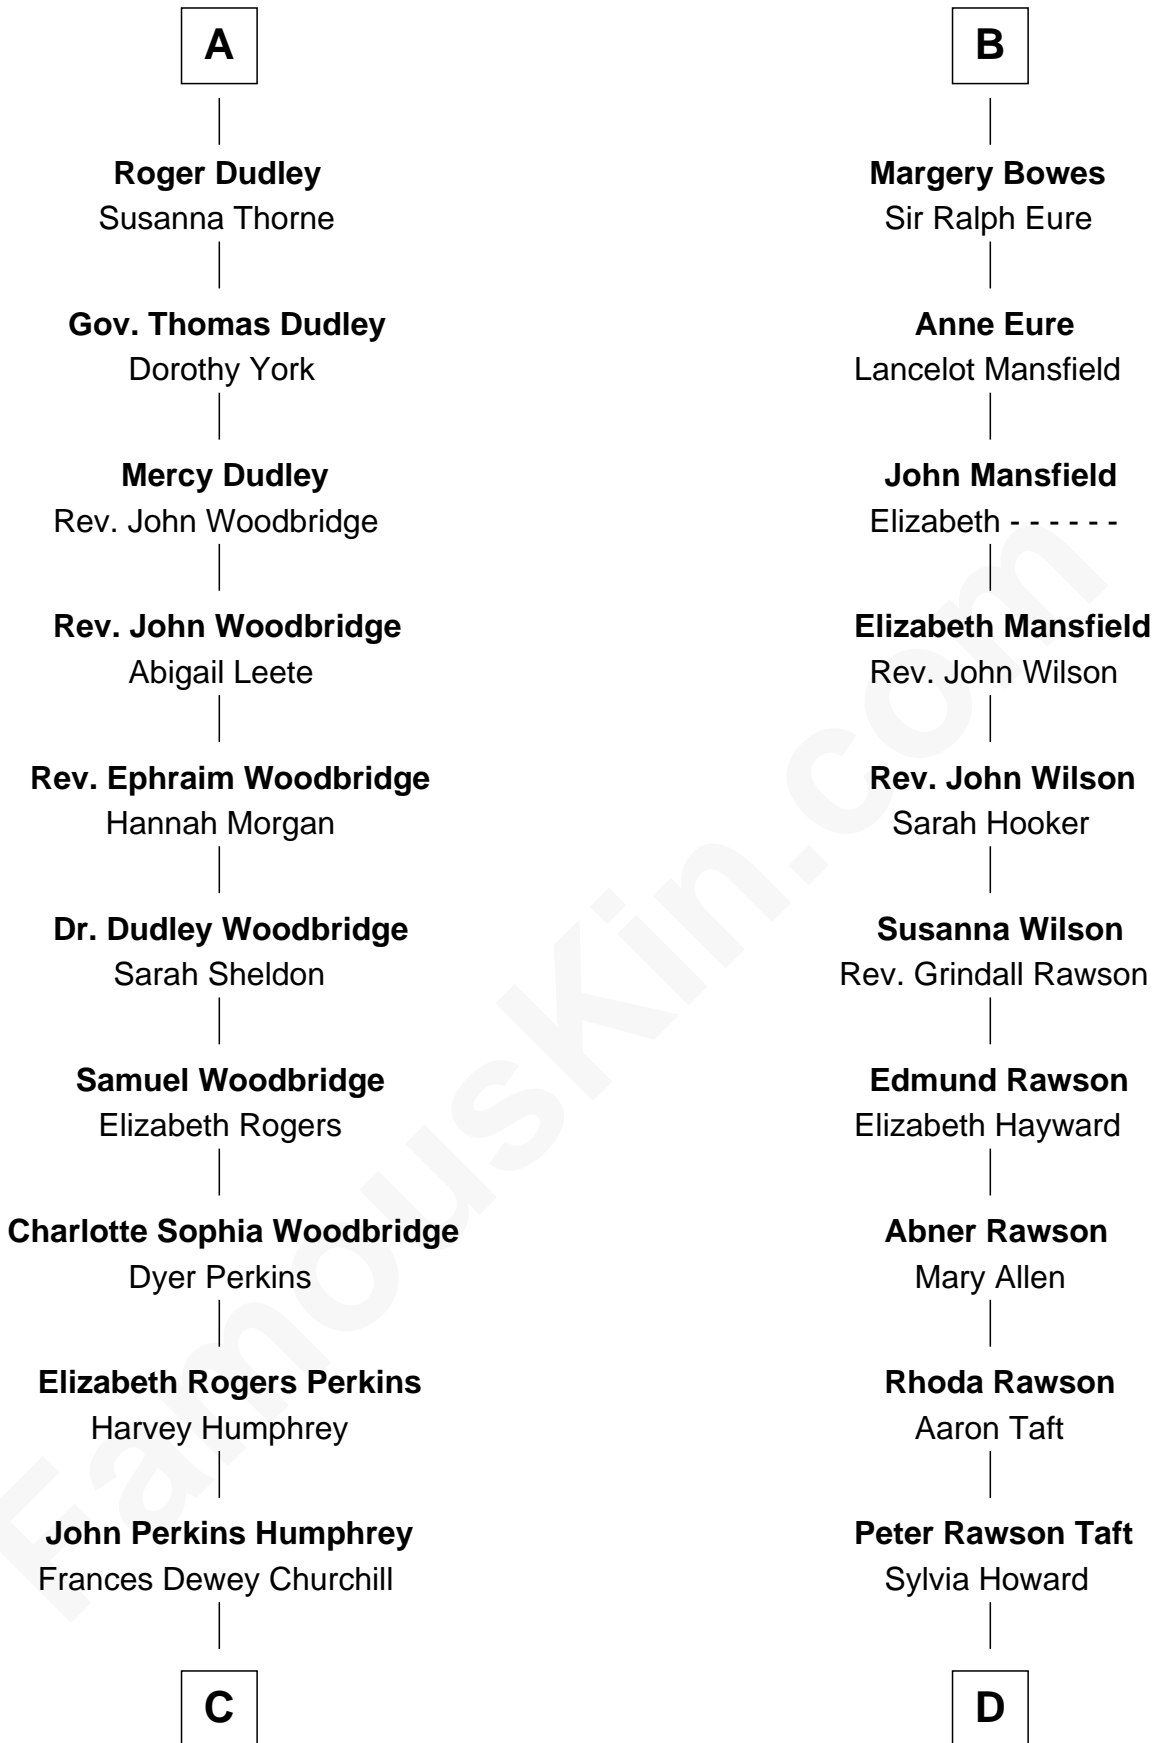 A
Roger Dudley
Susanna Thorne
Gov. Thomas Dudley
Dorothy York
Mercy Dudley
Rev. John Woodbridge
Rev. John Woodbridge
Abigail Leete
Rev. Ephraim Woodbridge
Hannah Morgan
Dr. Dudley Woodbridge
Sarah Sheldon
Samuel Woodbridge
Elizabeth Rogers
Charlotte Sophia Woodbridge
Dyer Perkins
Elizabeth Rogers Perkins
Harvey Humphrey
John Perkins Humphrey
Frances Dewey Churchill
C
B
Margery Bowes
Sir Ralph Eure
Anne Eure
Lancelot Mansfield
John Mansfield
Elizabeth - - - - - -
Elizabeth Mansfield
Rev. John Wilson
Rev. John Wilson
Sarah Hooker
Susanna Wilson
Rev. Grindall Rawson
Edmund Rawson
Elizabeth Hayward
Abner Rawson
Mary Allen
Rhoda Rawson
Aaron Taft
Peter Rawson Taft
Sylvia Howard
D
FamousKin.com